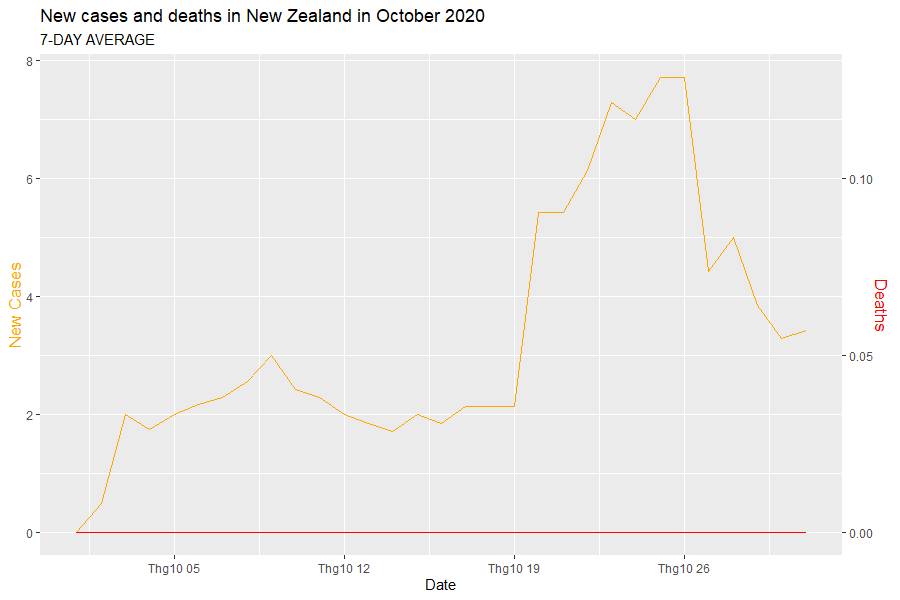 New cases and deaths in New Zealand in October 2020
7-DAY AVERAGE
8
6
4
2
0
New Cases
0.10
0.05
0.00
Deaths
Thg10 05
Thg10 12
Thg10 19
Thg10 26
Date